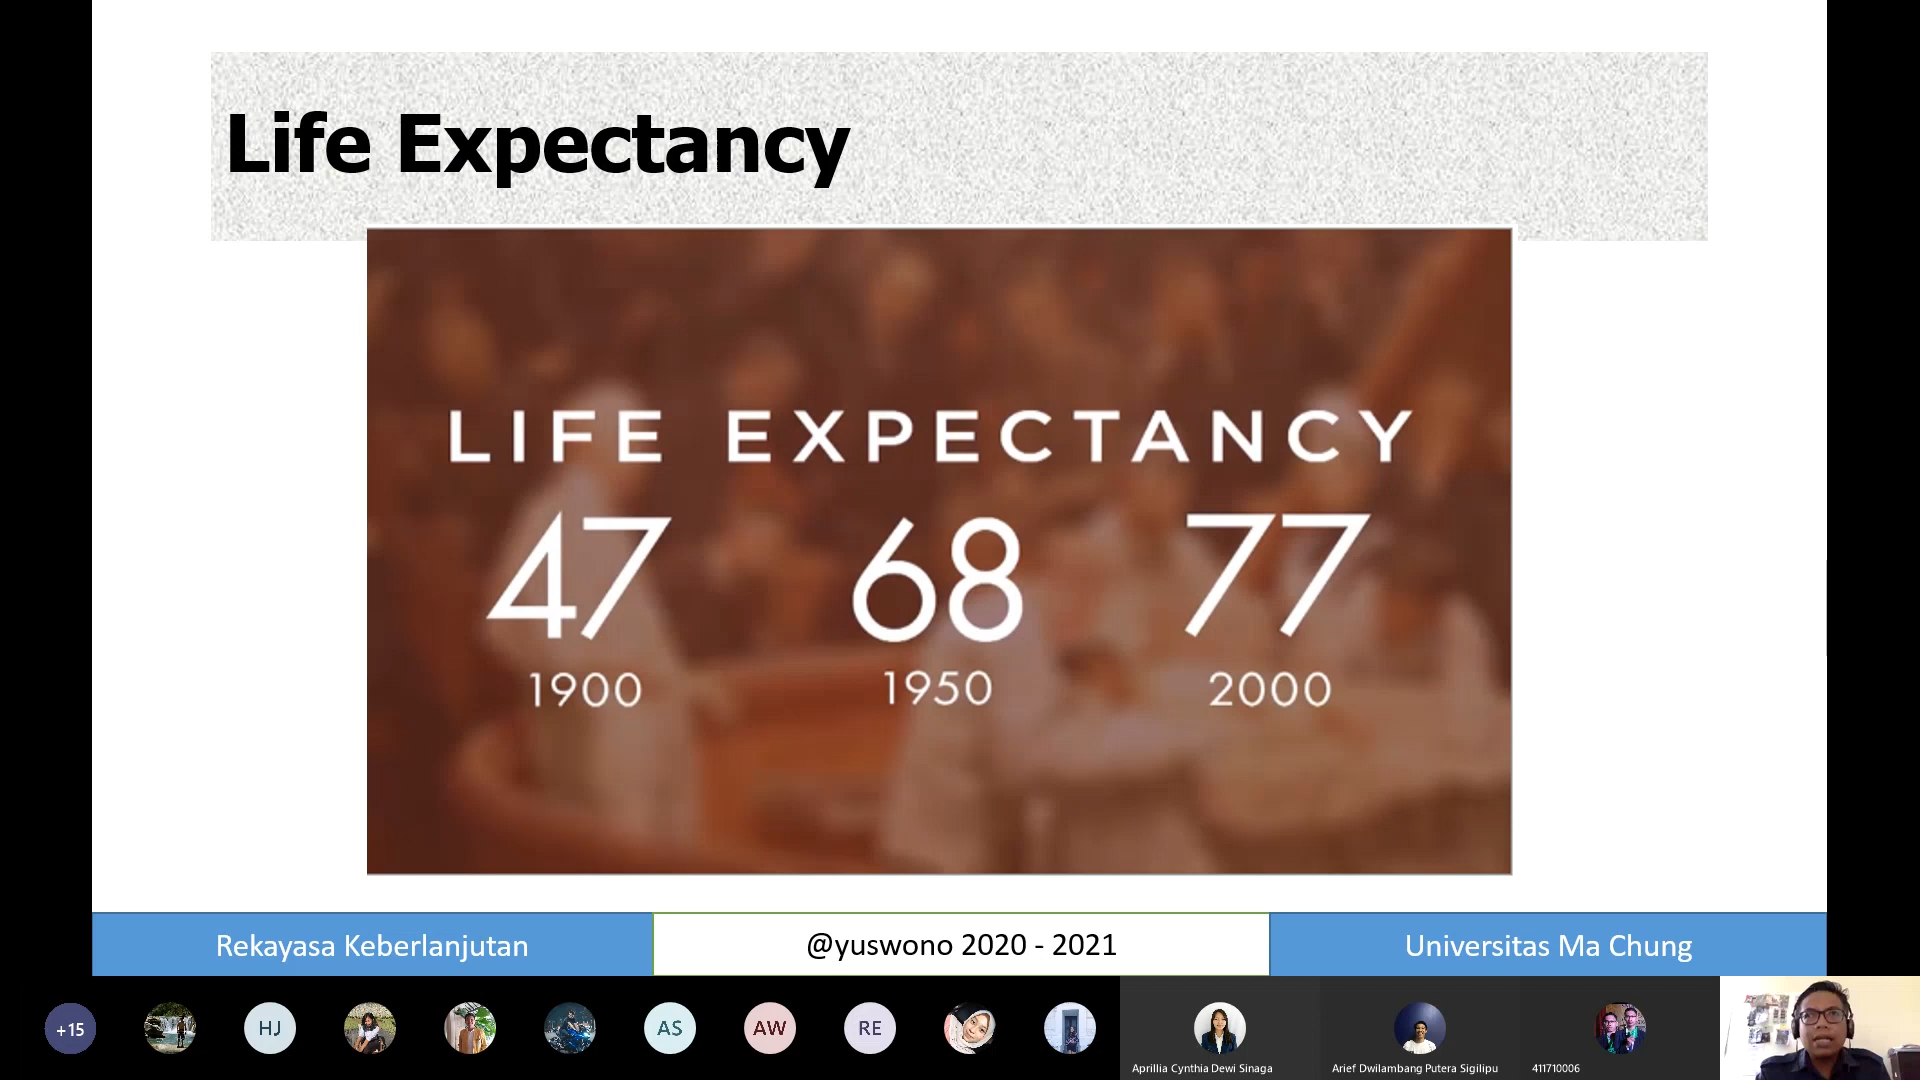 Life Expectancy
LIFE EXPECTANCY
47 68 77
1900 1950 2000
Rekayasa Keberlanjutan @yuswono 2020 - 2021 Universitas Ma Chung
+15 HJ AS AW RE
Aprillia Cynthia Dewi Sinaga Arief Dwilambang Putera Sigilipu 411710006